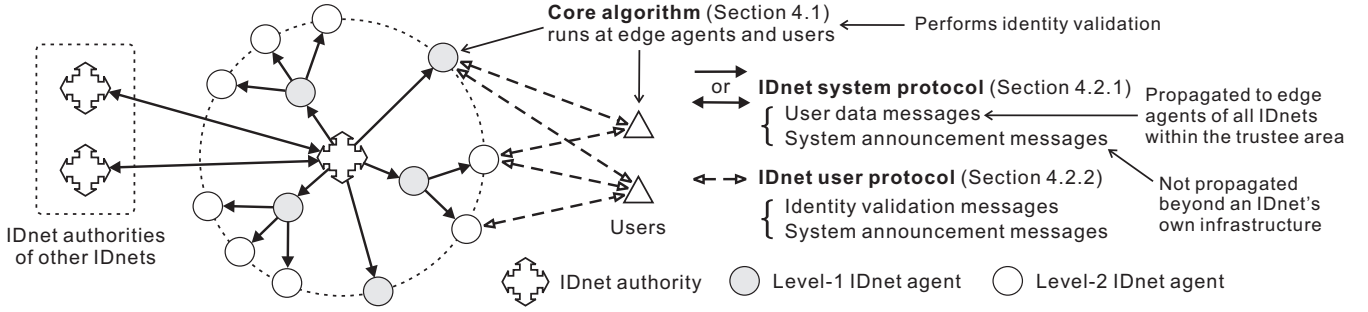 Core algorithm (Section 4.1)
runs at edge agents and users
Performs identity validation
or
IDnet system protocol (Section 4.2.1)
User data messages
System announcement messages
Propagated to edge
agents of all IDnets
within the trustee area
IDnet user protocol (Section 4.2.2)
Identity validation messages
System announcement messages
Not propagated
beyond an IDnet's
own infrastructure
Users
IDnet authorities
of other IDnets
IDnet authority
Level-1 IDnet agent
Level-2 IDnet agent